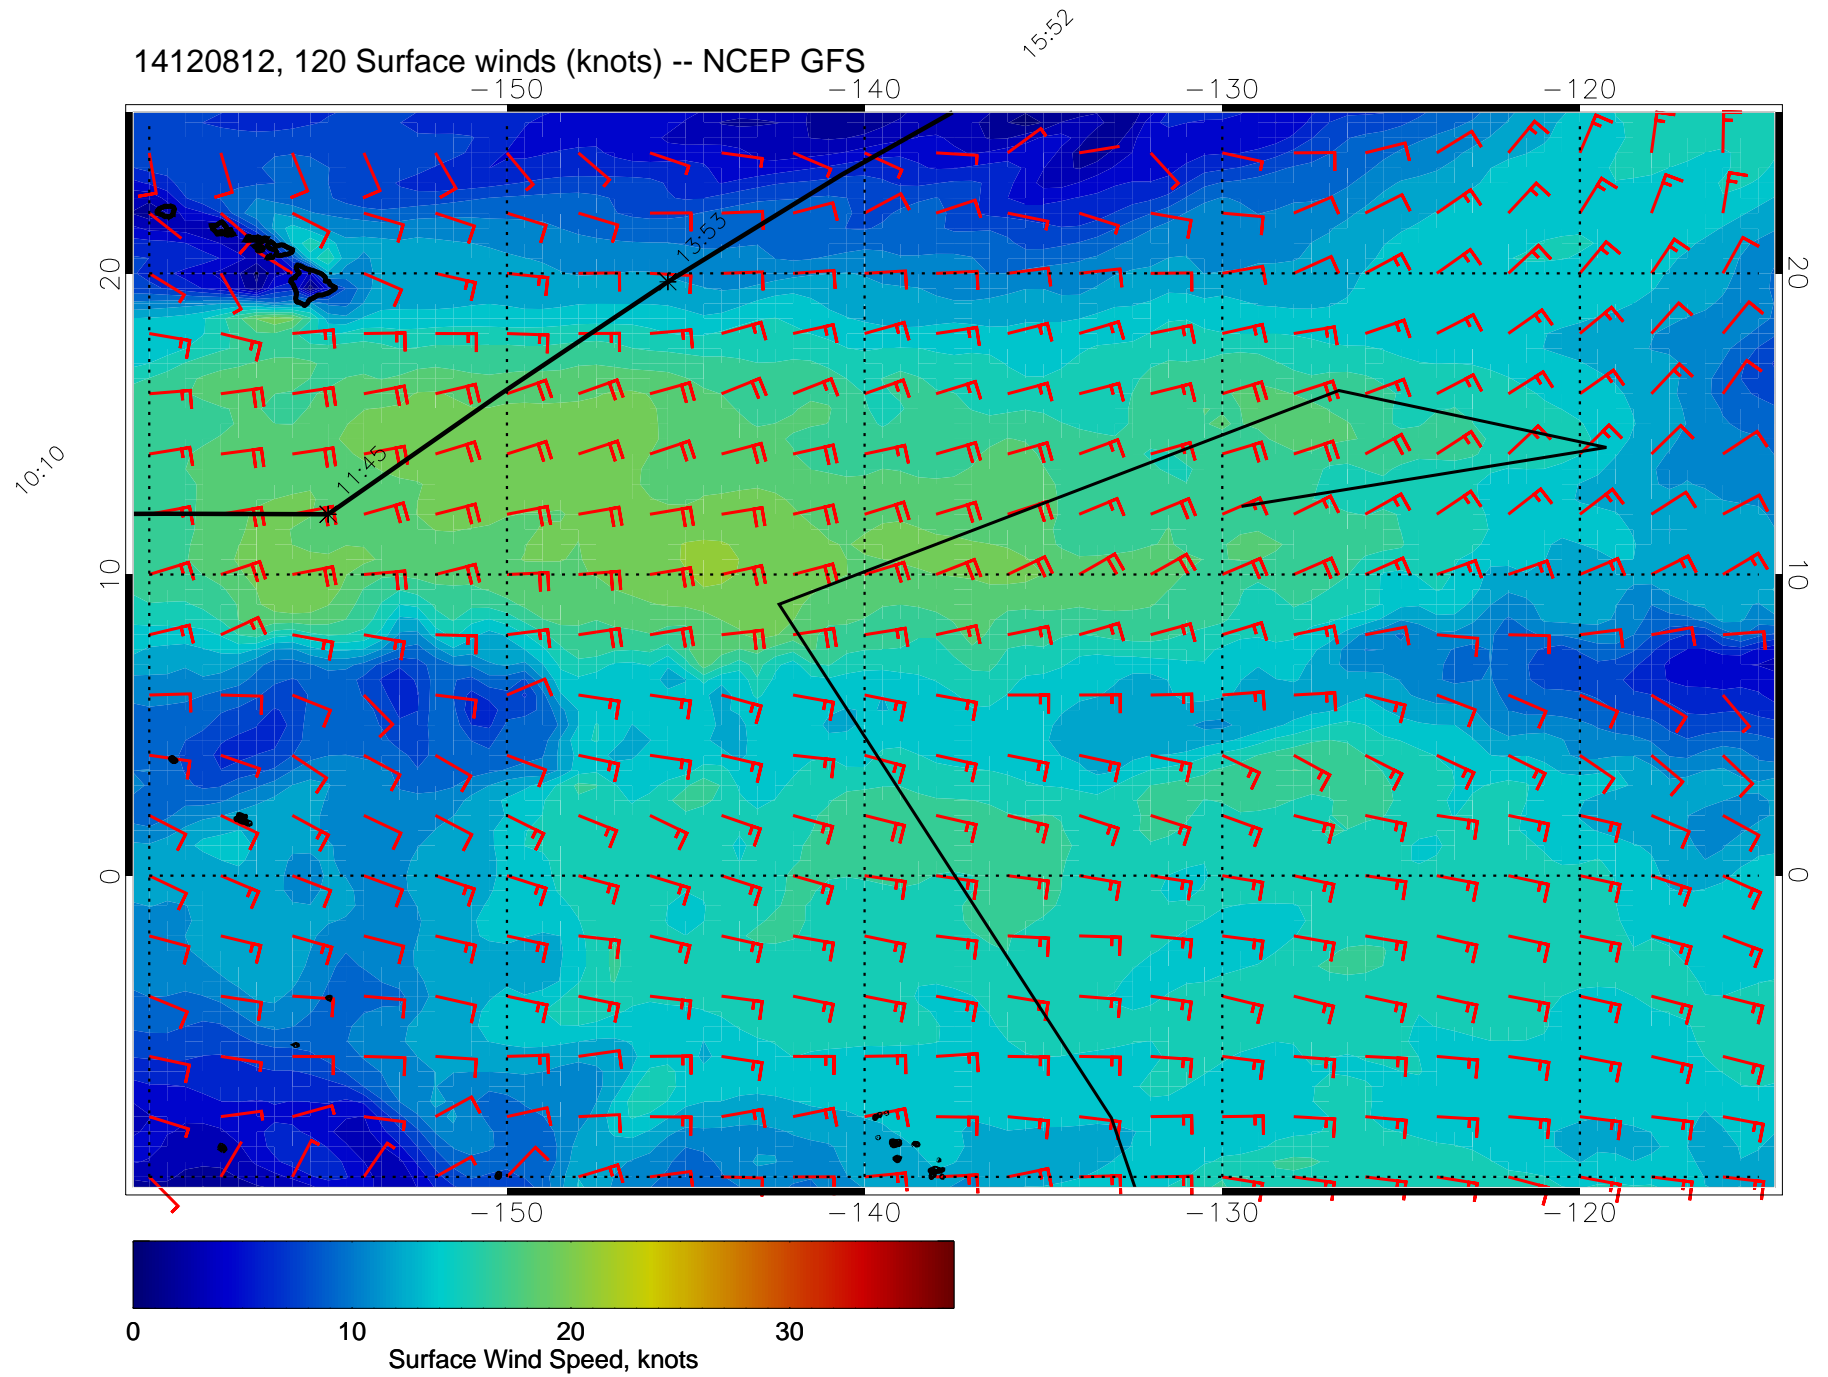 15:52
14120812, 120 Surface winds (knots) -- NCEP GFS
-150 -140 -130 -120
13:53
20 20
11:45
10:10
10 10
0 0
-150 -140 -130 -120
0 10 20 30
Surface Wind Speed, knots